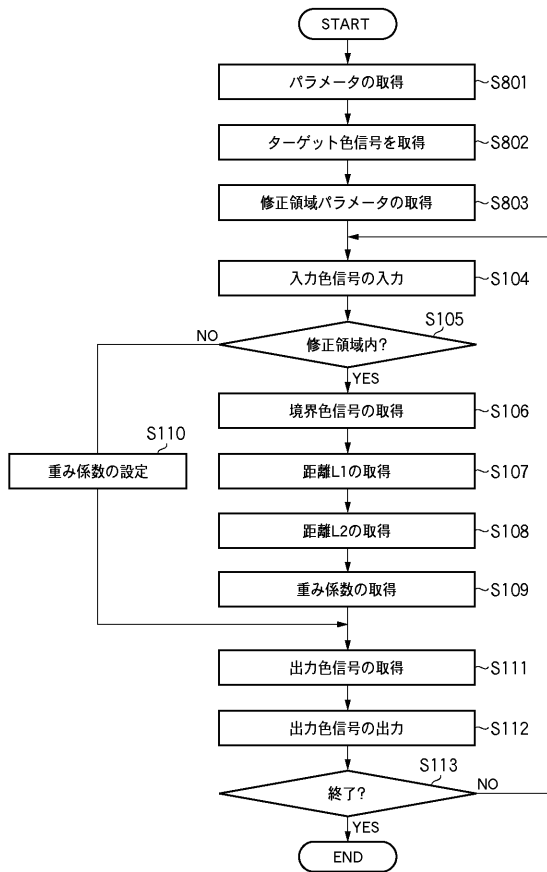 START
パラメータの取得
S801
ターゲット色信号を取得
S802
修正領域パラメータの取得
S803
入力色信号の入力
S104
S105
NO
修正領域内?
YES
境界色信号の取得
S106
S110
重み係数の設定
距離L1の取得
S107
距離L2の取得
S108
重み係数の取得
S109
出力色信号の取得
S111
出力色信号の出力
S112
S113
終了?
NO
YES
END